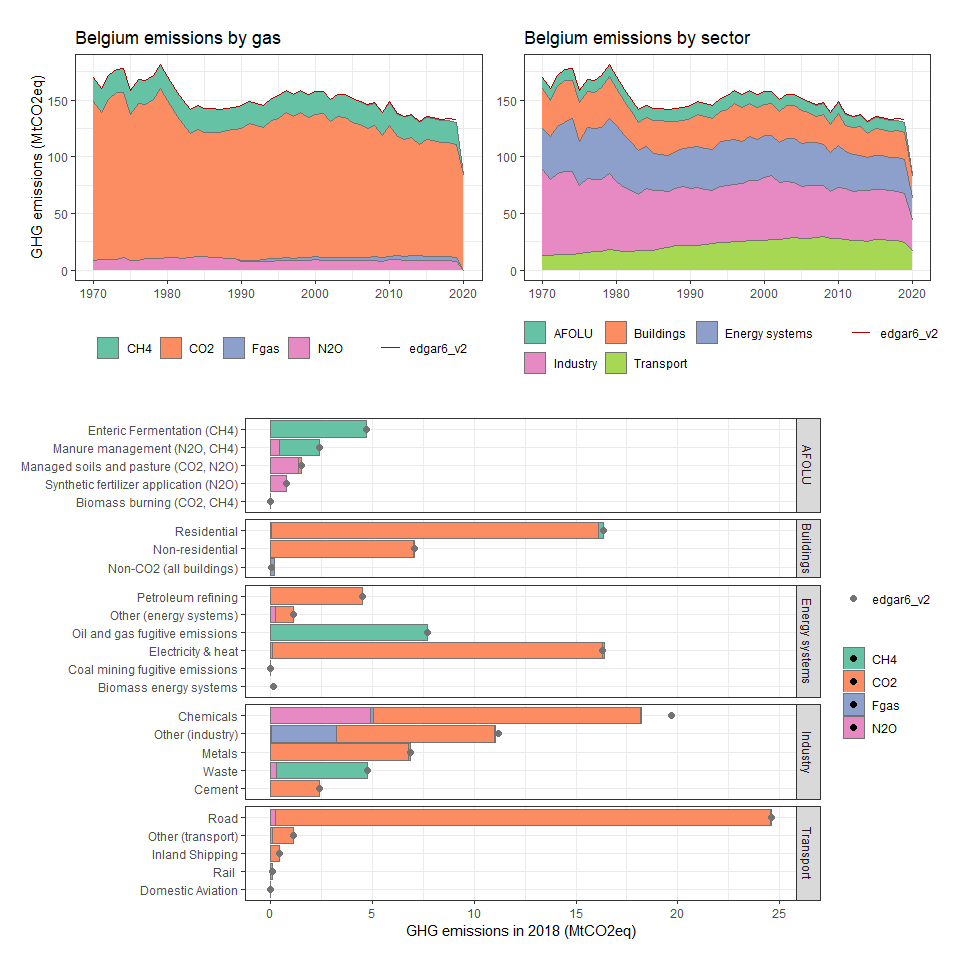 Belgium emissions by gas
Belgium emissions by sector
GHG emissions (MtCO2eq)
150
100
50
0
1970 1980 1990 2000 2010 2020
150
100
50
0
1970 1980 1990 2000 2010 2020
CH4 CO2 Fgas N2O edgar6_v2
AFOLU Buildings Energy systems edgar6_v2
Industry Transport
Enteric Fermentation (CH4)
Manure management (N2O, CH4)
Managed soils and pasture (CO2, N2O)
Synthetic fertilizer application (N2O)
Biomass burning (CO2, CH4)
AFOLU
Residential
Non-residential
Non-CO2 (all buildings)
Buildings
Petroleum refining
Other (energy systems)
Oil and gas fugitive emissions
Electricity & heat
Coal mining fugitive emissions
Biomass energy systems
Energy systems
Chemicals
Other (industry)
Metals
Waste
Cement
Industry
Road
Other (transport)
Inland Shipping
Rail
Domestic Aviation
Transport
0 5 10 15 20 25
GHG emissions in 2018 (MtCO2eq)
edgar6_v2
CH4
CO2
Fgas
N2O